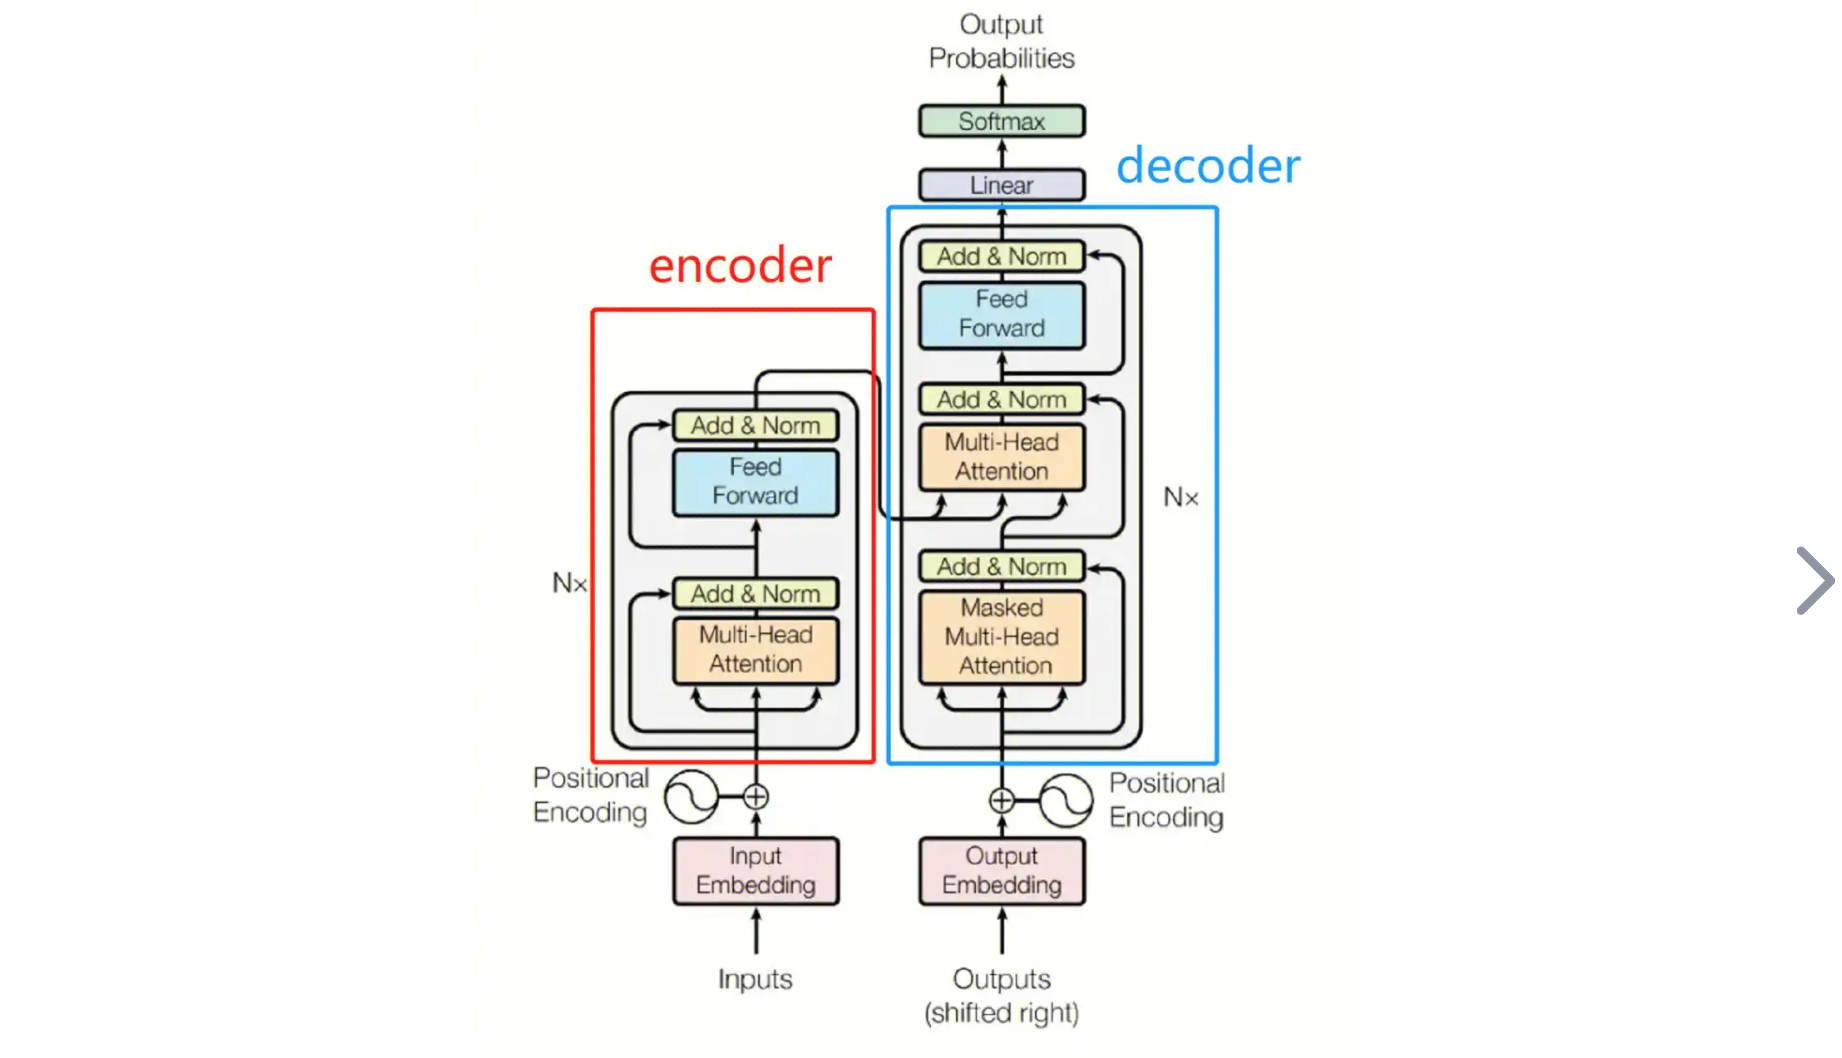 Output
Probabilities
Softmax
Linear
decoder
Add & Norm
Feed
Forward
Add & Norm
Multi-Head
Attention
Nx
Add & Norm
Masked
Multi-Head
Attention
encoder
Add & Norm
Feed
Forward
Nx
Add & Norm
Multi-Head
Attention
Positional
Encoding
Positional
Encoding
Input
Embedding
Output
Embedding
Inputs
Outputs
(shifted right)